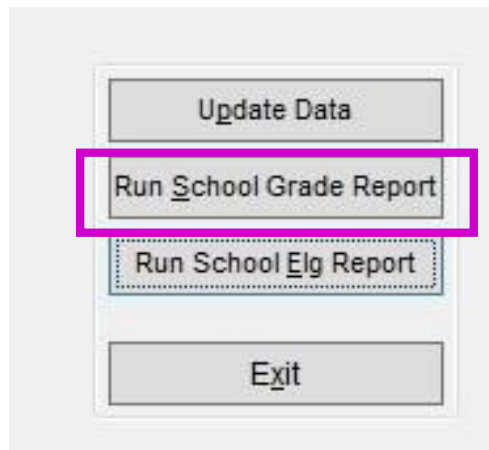 Update Data
Run School Grade Report
Run School Elg Report
Exit